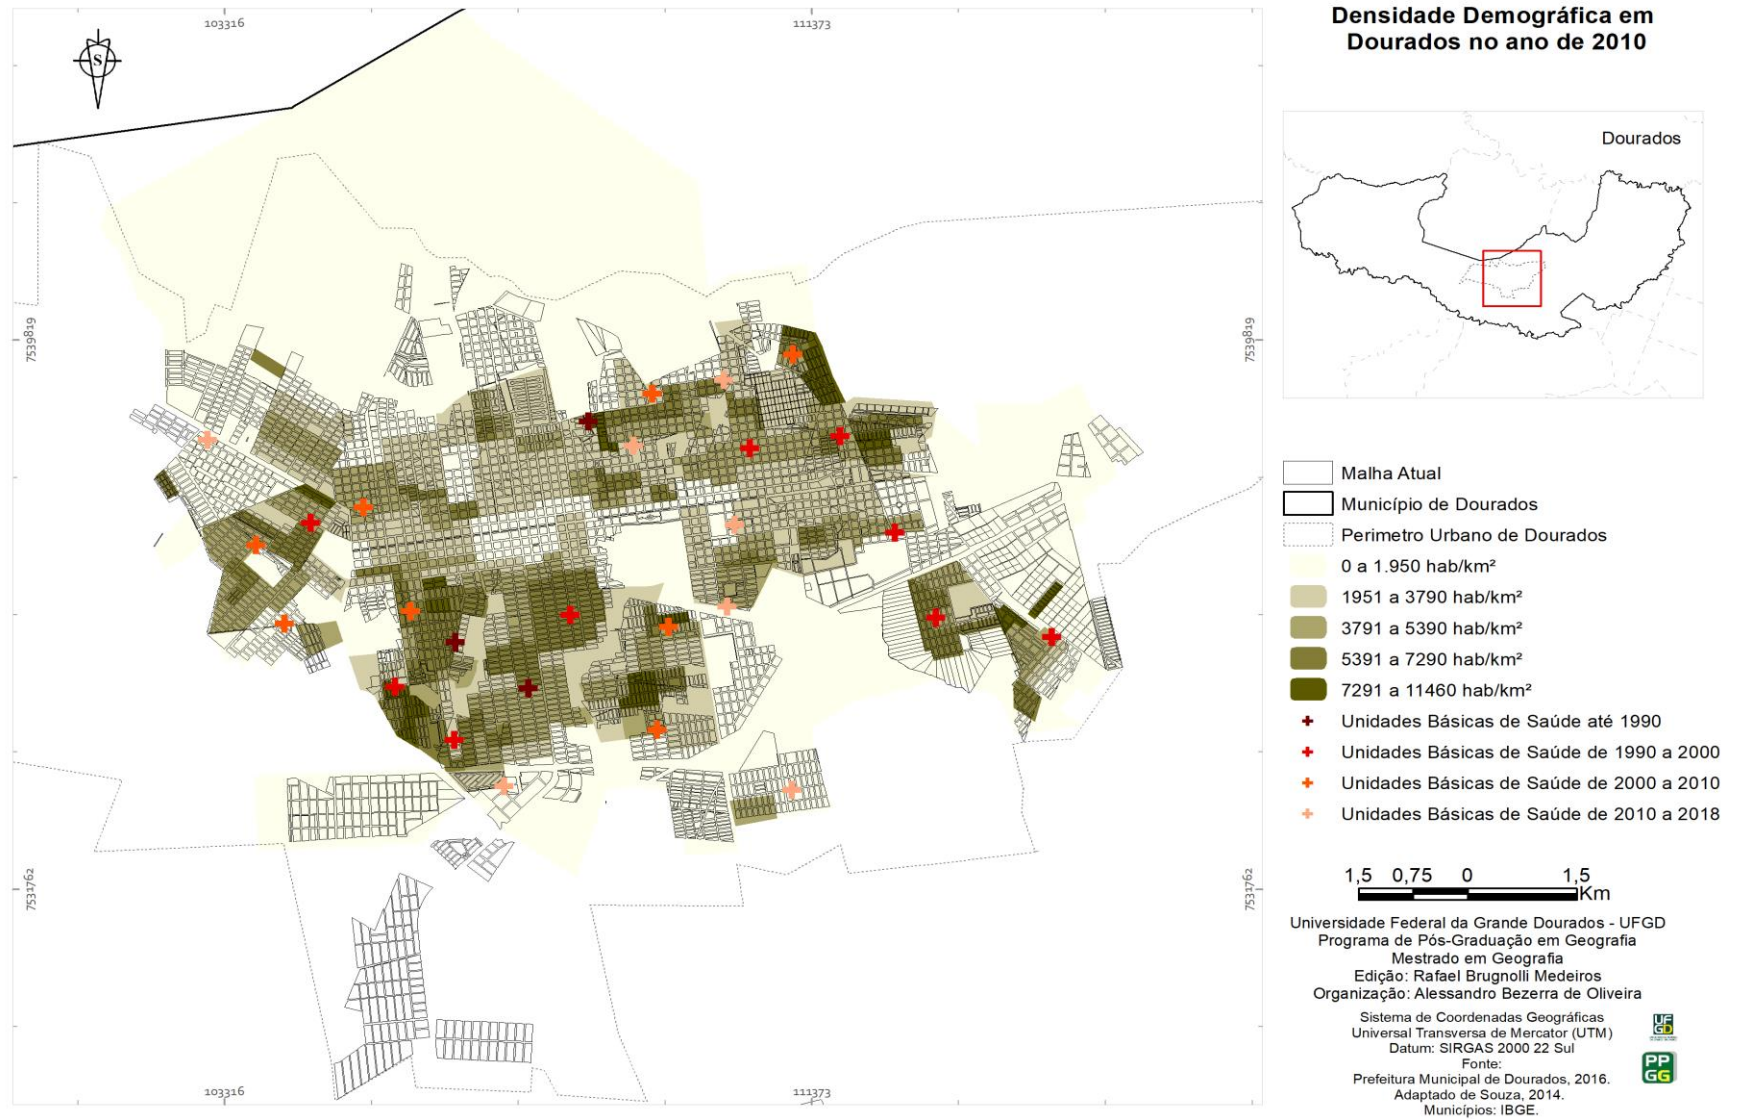 Densidade Demográfica em
Dourados no ano de 2010
103316
111373
S
7539819
7539819
Dourados
Malha Atual
Município de Dourados
Perimetro Urbano de Dourados
0 a 1.950 hab/km²
1951 a 3790 hab/km²
3791 a 5390 hab/km²
5391 a 7290 hab/km²
7291 a 11460 hab/km²
Unidades Básicas de Saúde até 1990
Unidades Básicas de Saúde de 1990 a 2000
Unidades Básicas de Saúde de 2000 a 2010
Unidades Básicas de Saúde de 2010 a 2018
7531762
7531762
1,5 0,75 0 1,5
Km
Universidade Federal da Grande Dourados - UFGD
Programa de Pós-Graduação em Geografia
Mestrado em Geografia
Edição: Rafael Brugnolli Medeiros
Organização: Alessandro Bezerra de Oliveira
Sistema de Coordenadas Geográficas
Universal Transversa de Mercator (UTM)
Datum: SIRGAS 2000 22 Sul
Fonte:
Prefeitura Municipal de Dourados, 2016.
Adaptado de Souza, 2014.
Municípios: IBGE.
UF
GD
PP
GG
103316
111373